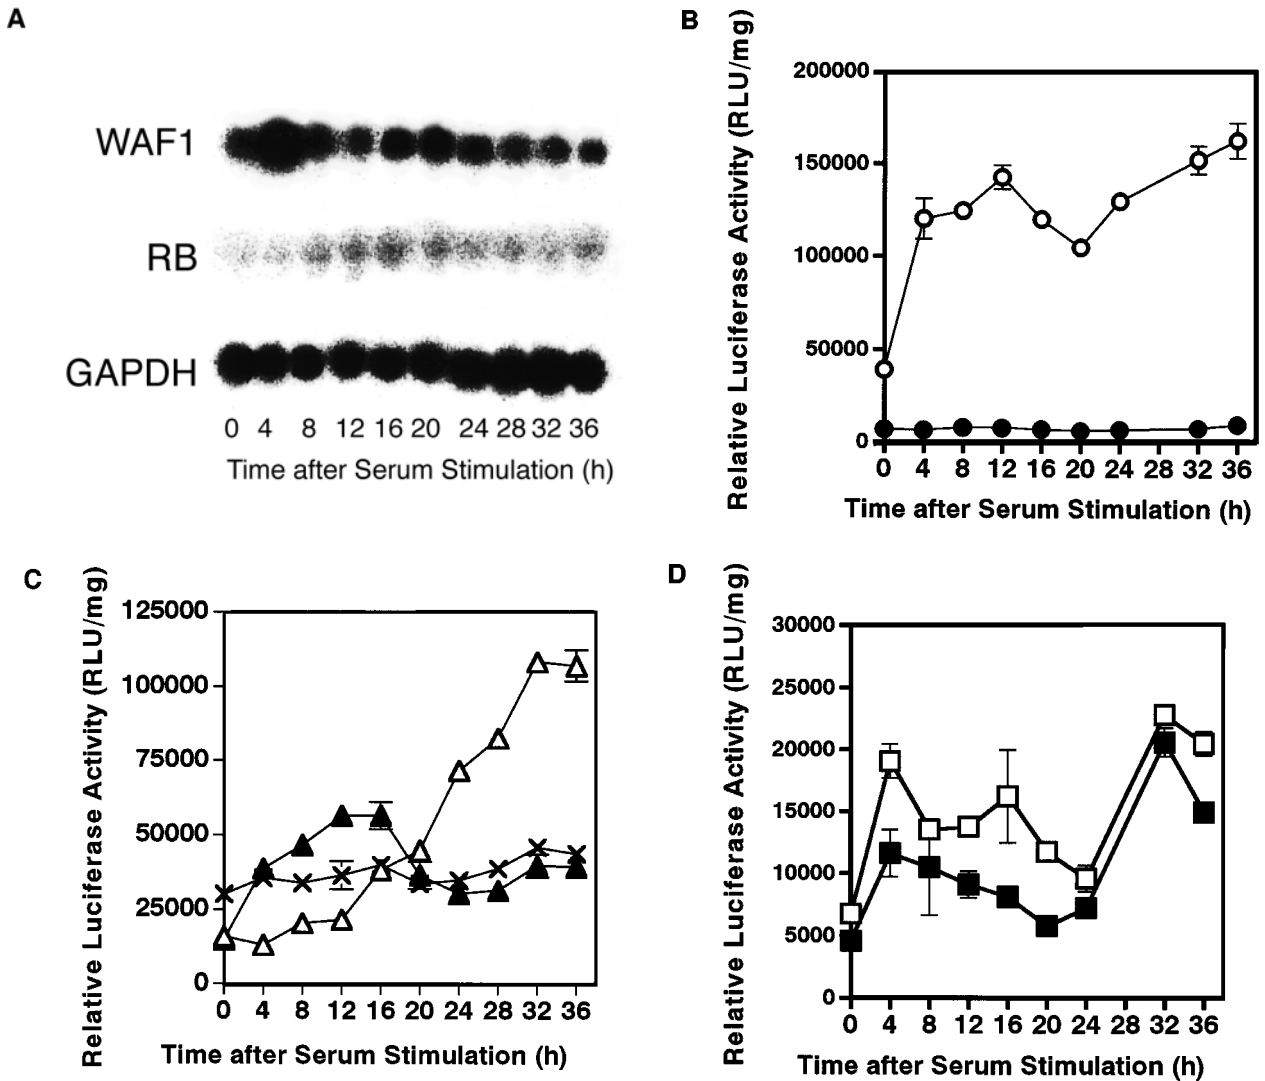 A
WAF1
RB
GAPDH
0 4 8 12 16 20 24 28 32 36
Time after Serum Stimulation (h)
B
Relative Luciferase Activity (RLU/mg)
200000
150000
100000
50000
0
0 4 8 12 16 20 24 28 32 36
Time after Serum Stimulation (h)
C
Relative Luciferase Activity (RLU/mg)
125000
100000
75000
50000
25000
0
0 4 8 12 16 20 24 28 32 36
Time after Serum Stimulation (h)
D
Relative Luciferase Activity (RLU/mg)
30000
25000
20000
15000
10000
5000
0
0 4 8 12 16 20 24 28 32 36
Time after Serum Stimulation (h)